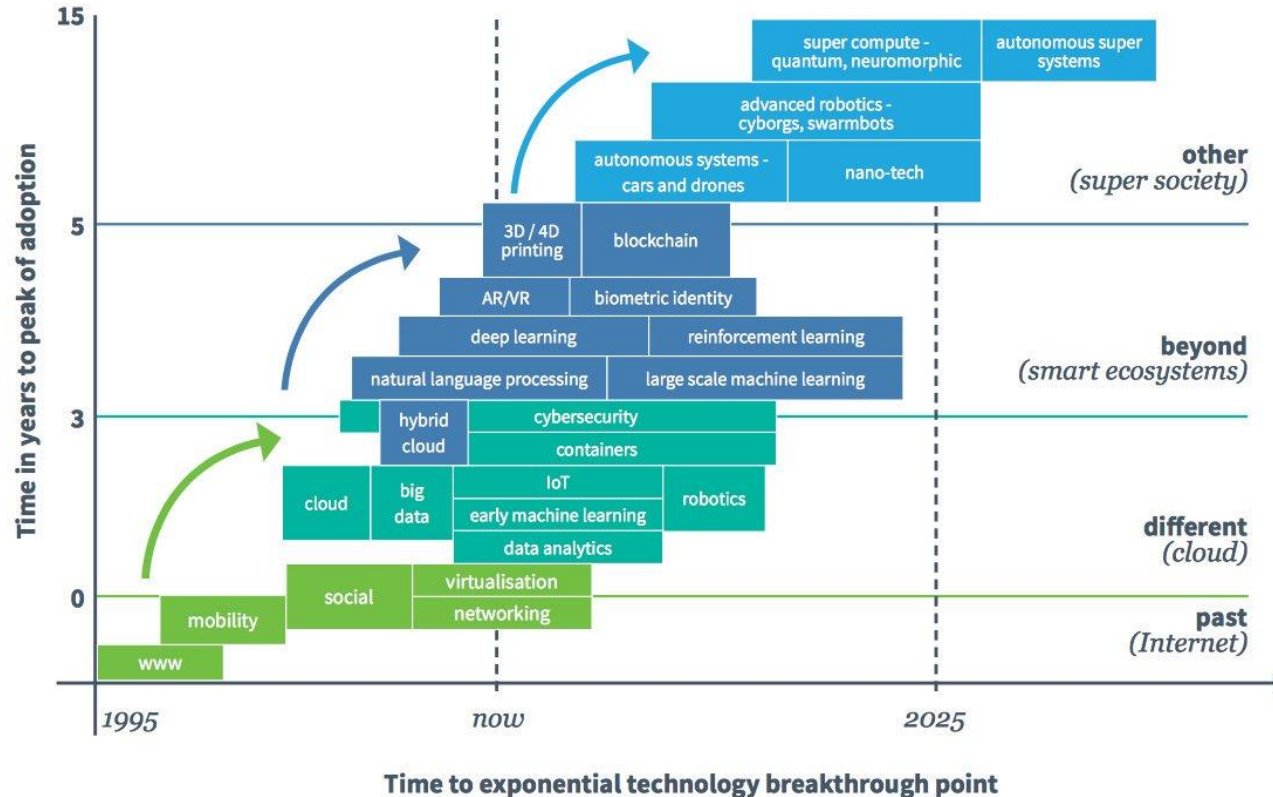 15
super compute -
quantum, neuromorphic
autonomous super
systems
advanced robotics -
cyborgs, swarmbots
autonomous systems -
cars and drones
nano-tech
other
(super society)
5
3D / 4D
printing
blockchain
AR/VR
biometric identity
deep learning
reinforcement learning
natural language processing
large scale machine learning
beyond
(smart ecosystems)
3
hybrid
cloud
cybersecurity
containers
cloud
big
data
IoT
early machine learning
data analytics
robotics
different
(cloud)
0
social
virtualisation
networking
mobility
www
past
(Internet)
Time in years to peak of adoption
1995
now
2025
Time to exponential technology breakthrough point